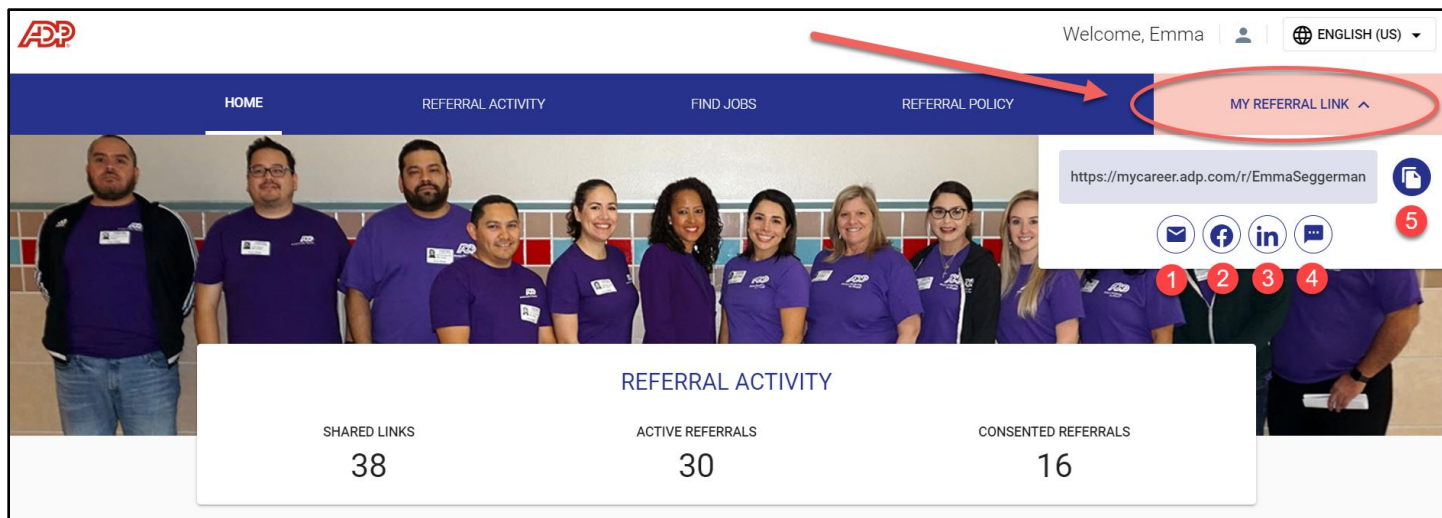 ADP
Welcome, Emma
ENGLISH (US)
HOME
REFERRAL ACTIVITY
FIND JOBS
REFERRAL POLICY
MY REFERRAL LINK
https://mycareer.adp.com/r/EmmaSeggerman
5
in
1
2
3
4
REFERRAL ACTIVITY
SHARED LINKS
ACTIVE REFERRALS
CONSENTED REFERRALS
38
30
16